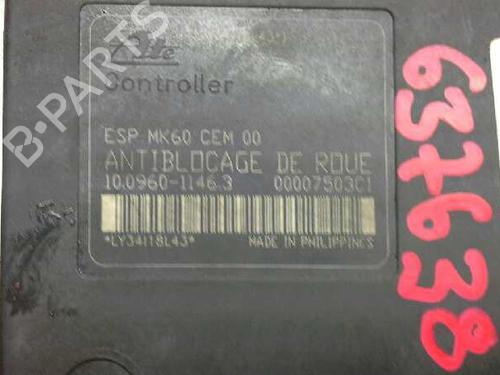 Ate
Controller
ESP MK60 CEM 00
ANTIBLOCAGE DE ROUE
10.0960-1146.3 00007503C1
*LY34118L43*
MADE IN PHILIPPINES
637638
B-PARTS